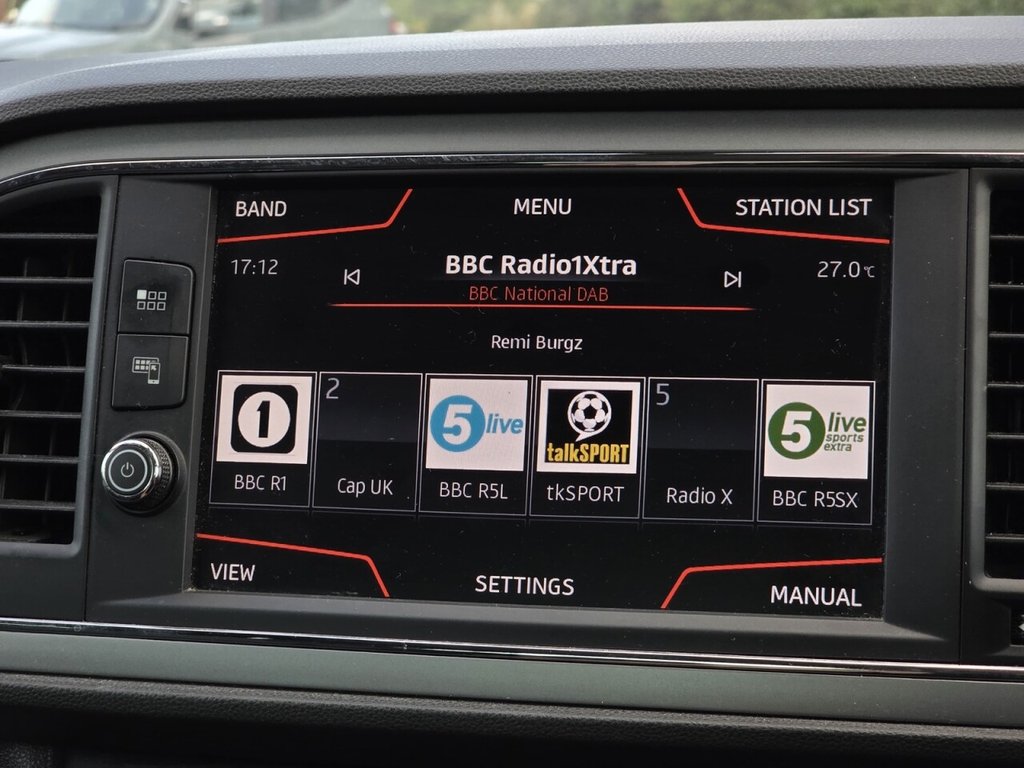 BAND
MENU
STATION LIST
17:12
BBC Radio1Xtra
27.0°C
BBC National DAB
Remi Burgz
1
2
5 live
talkSPORT
5
5 live
sports
extra
BBC R1
Cap UK
BBC R5L
tkSPORT
Radio X
BBC R5SX
VIEW
SETTINGS
MANUAL